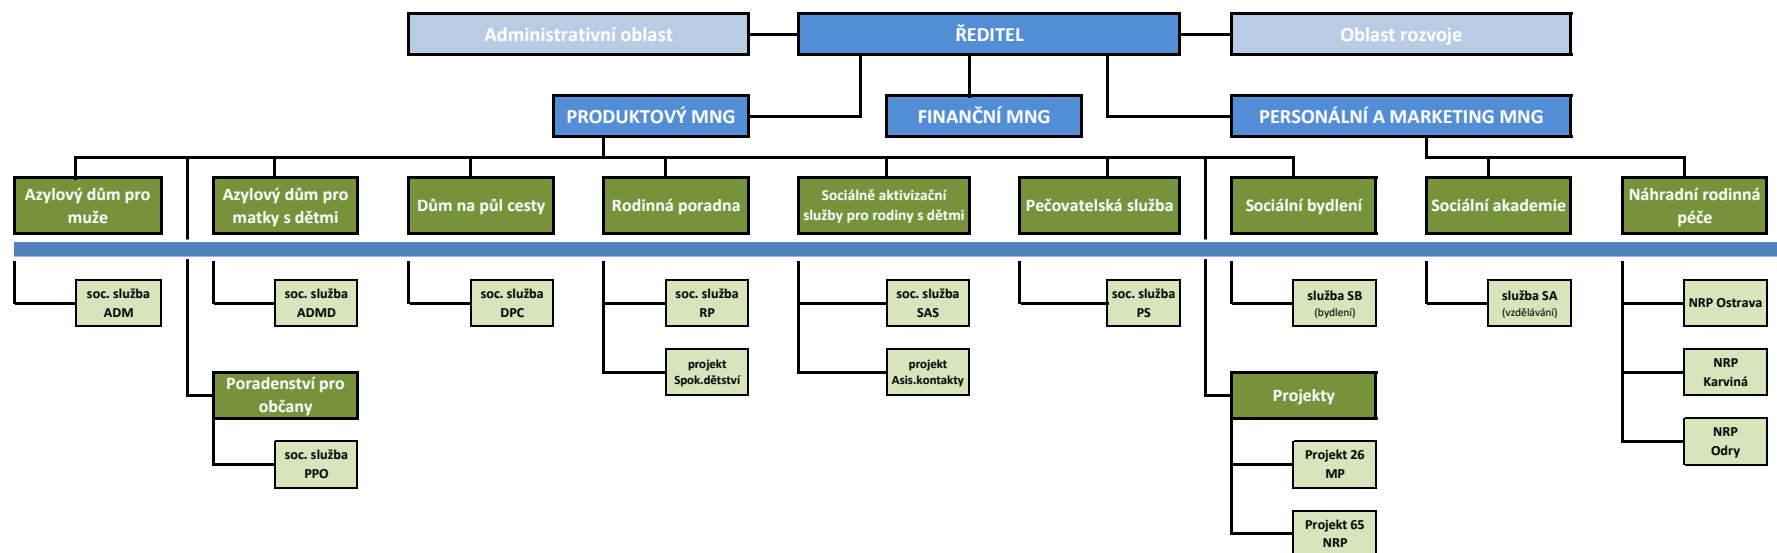 Administrativní oblast
ŘEDITEL
Oblast rozvoje
PRODUKTOVÝ MNG
FINANČNÍ MNG
PERSONÁLNÍ A MARKETING MNG
Azylový dům pro
muže
Azylový dům pro
matky s dětmi
Dům na půl cesty
Rodinná poradna
Sociálně aktivizační
služby pro rodiny s dětmi
Pečovatelská služba
Sociální bydlení
Sociální akademie
Náhradní rodinná
péče
soc. služba
ADM
soc. služba
ADMD
soc. služba
DPC
soc. služba
RP
soc. služba
SAS
soc. služba
PS
služba SB
(bydlení)
služba SA
(vzdělávání)
NRP Ostrava
projekt
Spok.dětství
projekt
Asis.kontakty
NRP
Karviná
Poradenství pro
občany
Projekty
NRP
Odry
soc. služba
PPO
Projekt 26
MP
Projekt 65
NRP